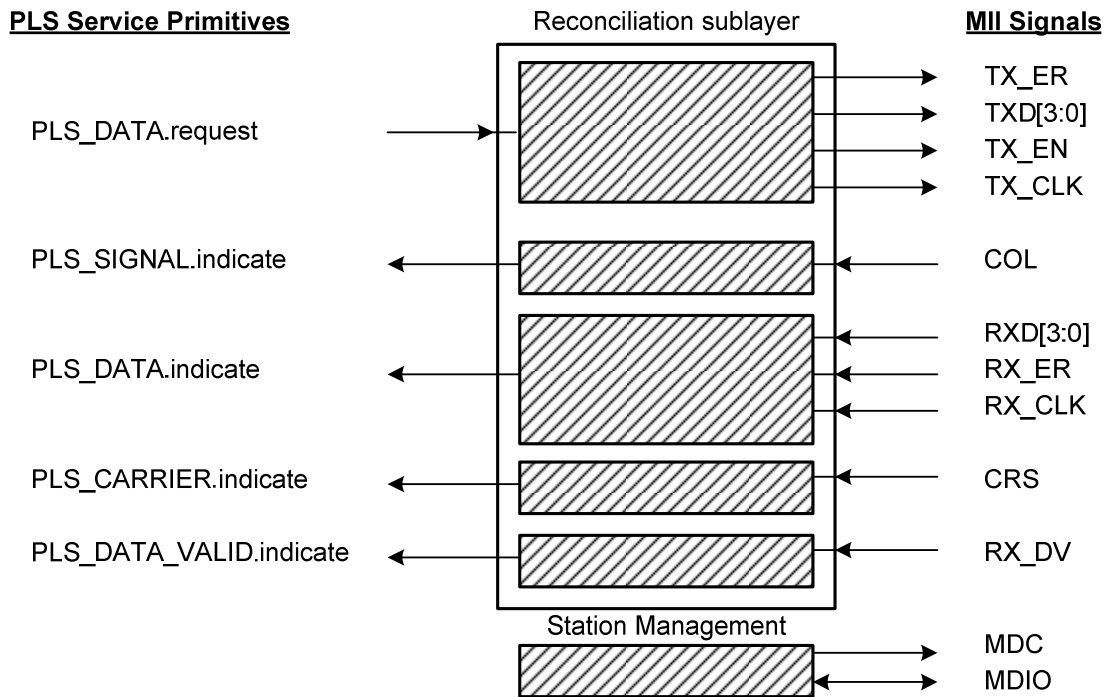 PLS Service Primitives
Reconciliation sublayer
MII Signals
PLS_DATA.request
TX_ER
TXD[3:0]
TX_EN
TX_CLK
PLS_SIGNAL.indicate
COL
PLS_DATA.indicate
RXD[3:0]
RX_ER
RX_CLK
PLS_CARRIER.indicate
CRS
PLS_DATA_VALID.indicate
RX_DV
Station Management
MDC
MDIO